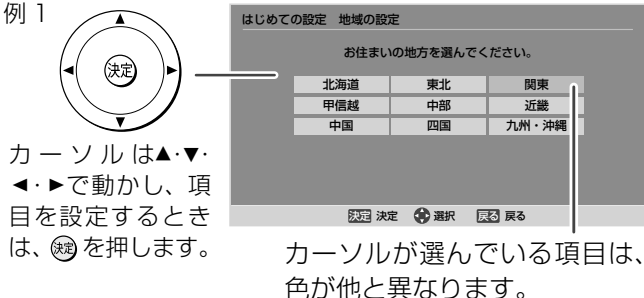 例 1
決定
カーソルは▲·▼·
◄·►で動かし、項
目を設定するとき
は、決定を押します。
はじめての設定　地域の設定
お住まいの地方を選んでください。
北海道　東北　関東
甲信越　中部　近畿
中国　四国　九州・沖縄
決定 決定　選択　戻る 戻る
カーソルが選んでいる項目は、
色が他と異なります。